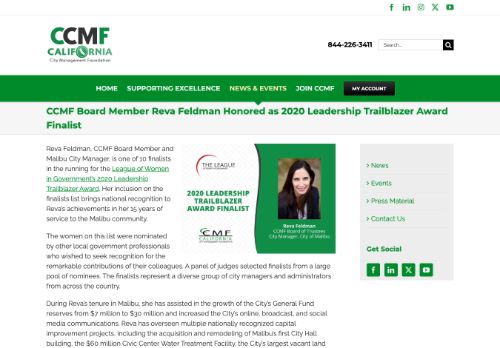 CCMF
CALIFORNIA
City Management Foundation
844-226-3411
Search...
HOME
SUPPORTING EXCELLENCE
NEWS & EVENTS
JOIN CCMF
MY ACCOUNT
CCMF Board Member Reva Feldman Honored as 2020 Leadership Trailblazer Award
Finalist
Reva Feldman, CCMF Board Member and
Malibu City Manager, is one of 10 finalists
in the running for the League of Women
in Government's 2020 Leadership
Trailblazer Award. Her inclusion on the
finalists list brings national recognition to
Reva's achievements in her 15 years of
service to the Malibu community.
THE LEAGUE
2020 LEADERSHIP
TRAILBLAZER
AWARD FINALIST
CCMF
CALIFORNIA
Reva Feldman
CCMF Board of Trustees
City Manager, City of Malibu
The women on this list were nominated
by other local government professionals
who wished to seek recognition for the
remarkable contributions of their colleagues. A panel of judges selected finalists from a large
pool of nominees. The finalists represent a diverse group of city managers and administrators
from across the country.
During Reva's tenure in Malibu, she has assisted in the growth of the City's General Fund
reserves from $7 million to $30 million and increased the City's online, broadcast, and social
media communications. Reva has overseen multiple nationally recognized capital
improvement projects, including the acquisition and remodeling of Malibu's first City Hall
building, the $60 million Civic Center Water Treatment Facility, the City's largest vacant land
> News
> Events
> Press Material
> Contact Us
Get Social